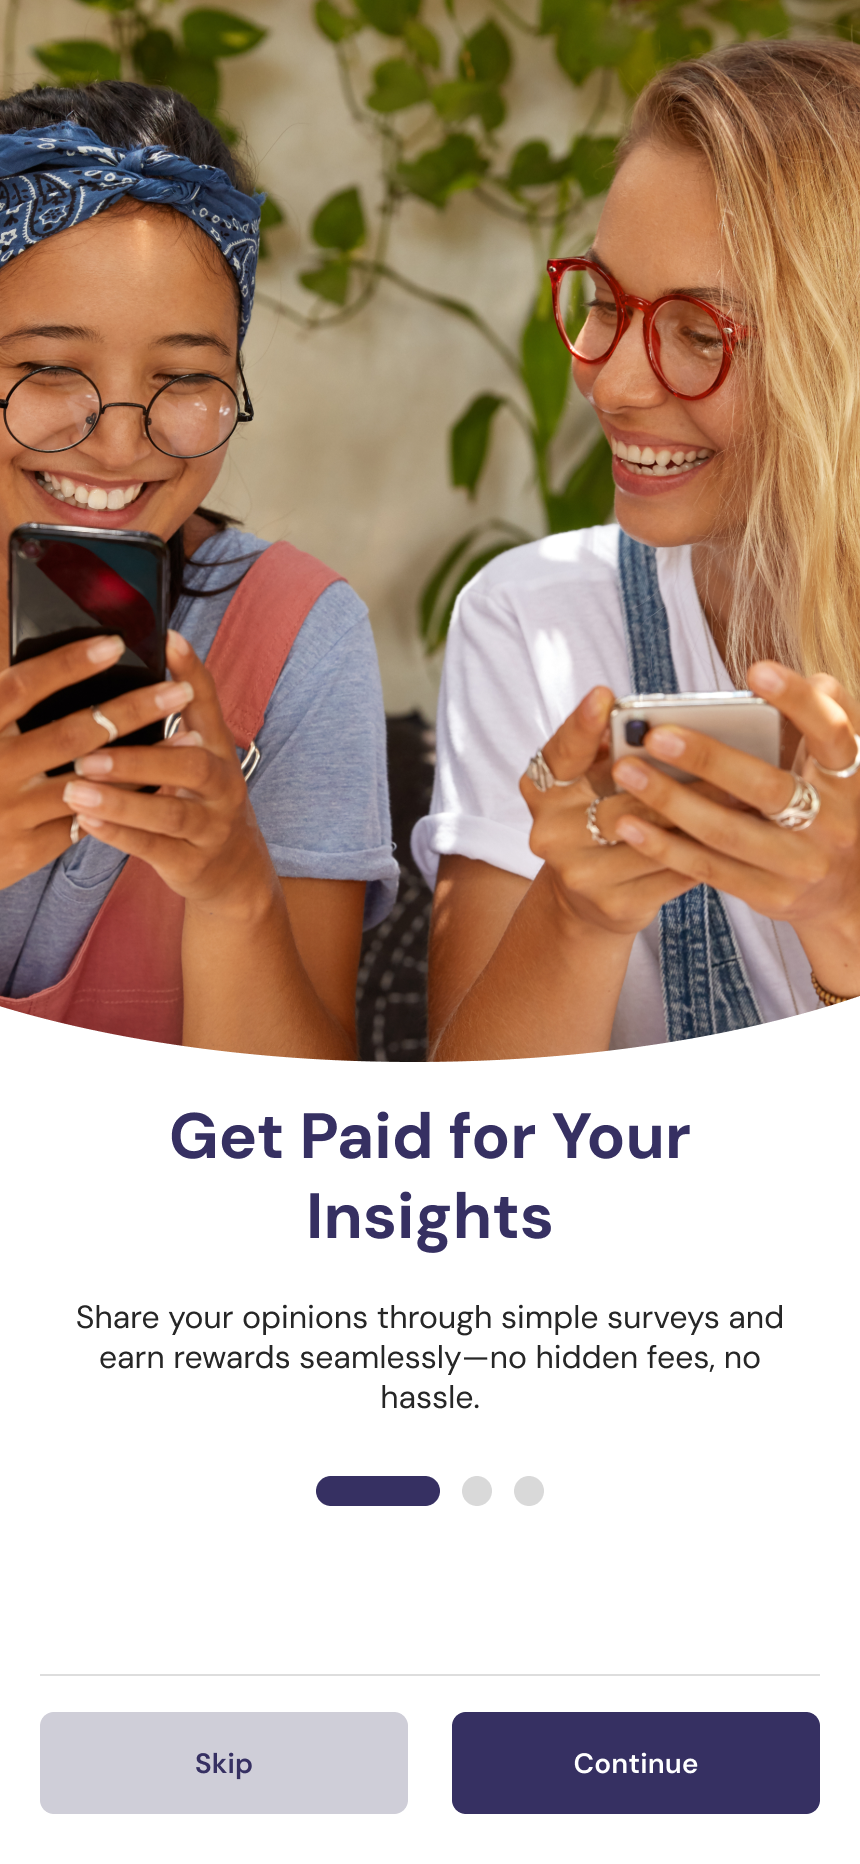 Get Paid for Your
Insights
Share your opinions through simple surveys and
earn rewards seamlessly—no hidden fees, no
hassle.
Skip
Continue